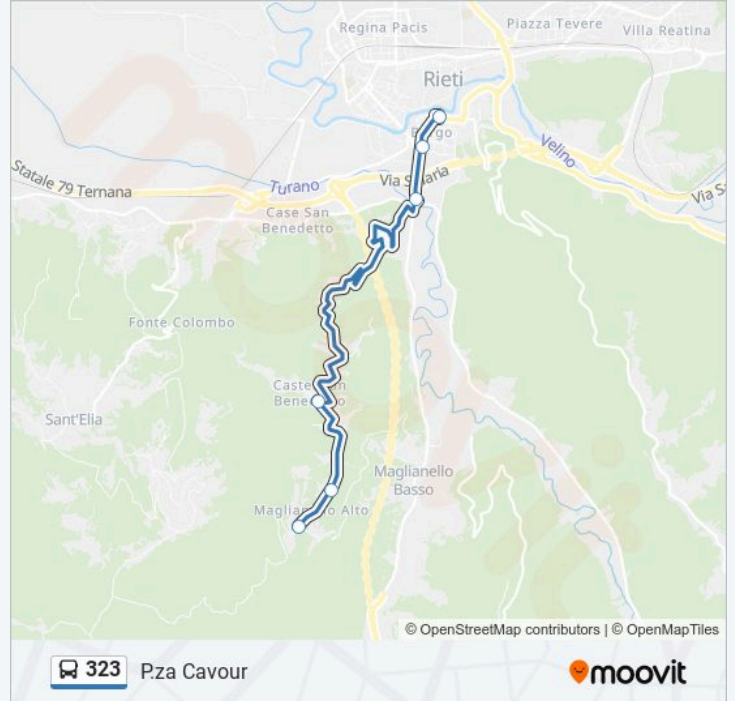 Regina Pacis
Piazza Tevere
Villa Reatina
Rieti
Velino
Statale 79 Ternana
Turano
Via Salaria
Case San
Benedetto
Fonte Colombo
Sant'Elia
Maglianello
Basso
© OpenStreetMap contributors | © OpenMapTiles
323 P.za Cavour
moovit